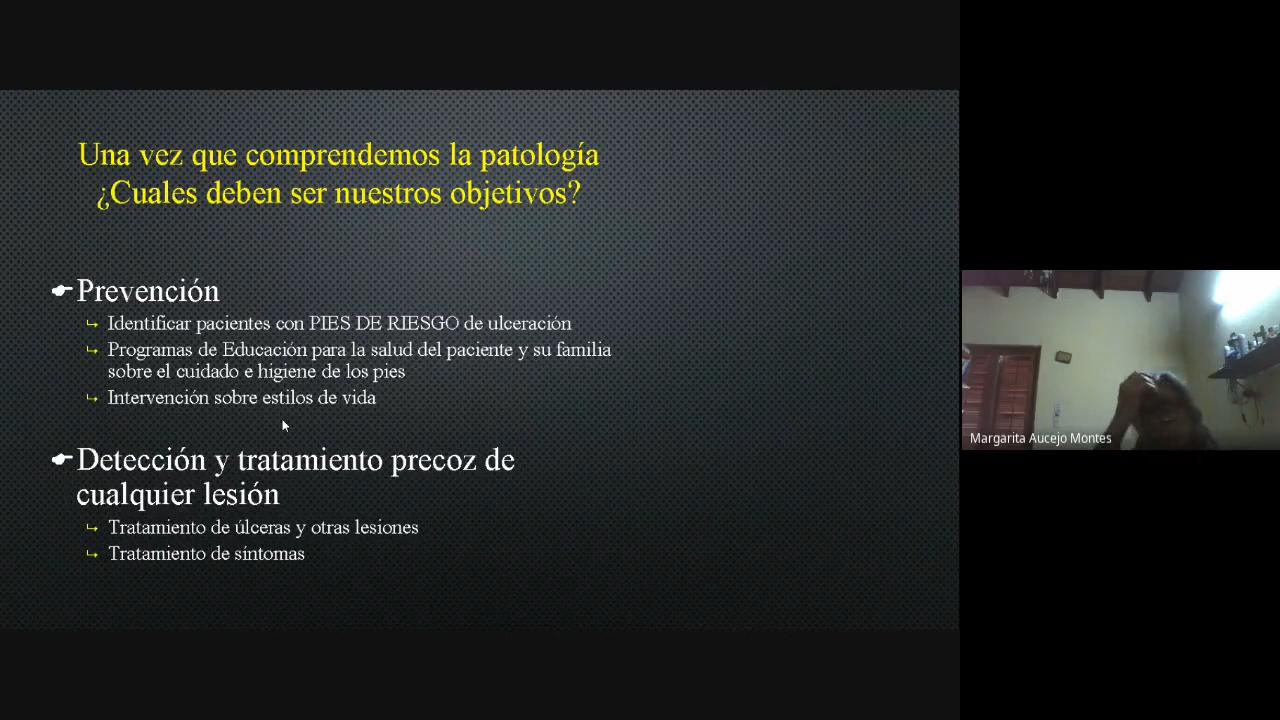 Una vez que comprendemos la patología
¿Cuales deben ser nuestros objetivos?
Prevención
Identificar pacientes con PIES DE RIESGO de ulceración
Programas de Educación para la salud del paciente y su familia
sobre el cuidado e higiene de los pies
Intervención sobre estilos de vida
Detección y tratamiento precoz de
cualquier lesión
Tratamiento de úlceras y otras lesiones
Tratamiento de síntomas
Margarita Aucejo Montes